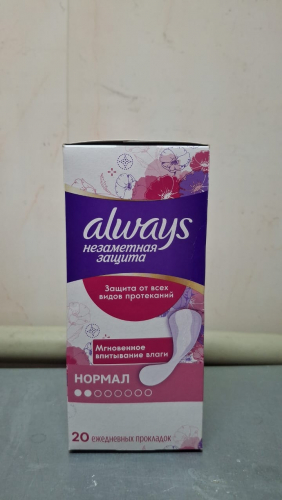 always
незаметная
защита
Защита от всех
видов протеканий
Мгновенное
впитывание влаги
НОРМАЛ
20 ежедневных прокладок